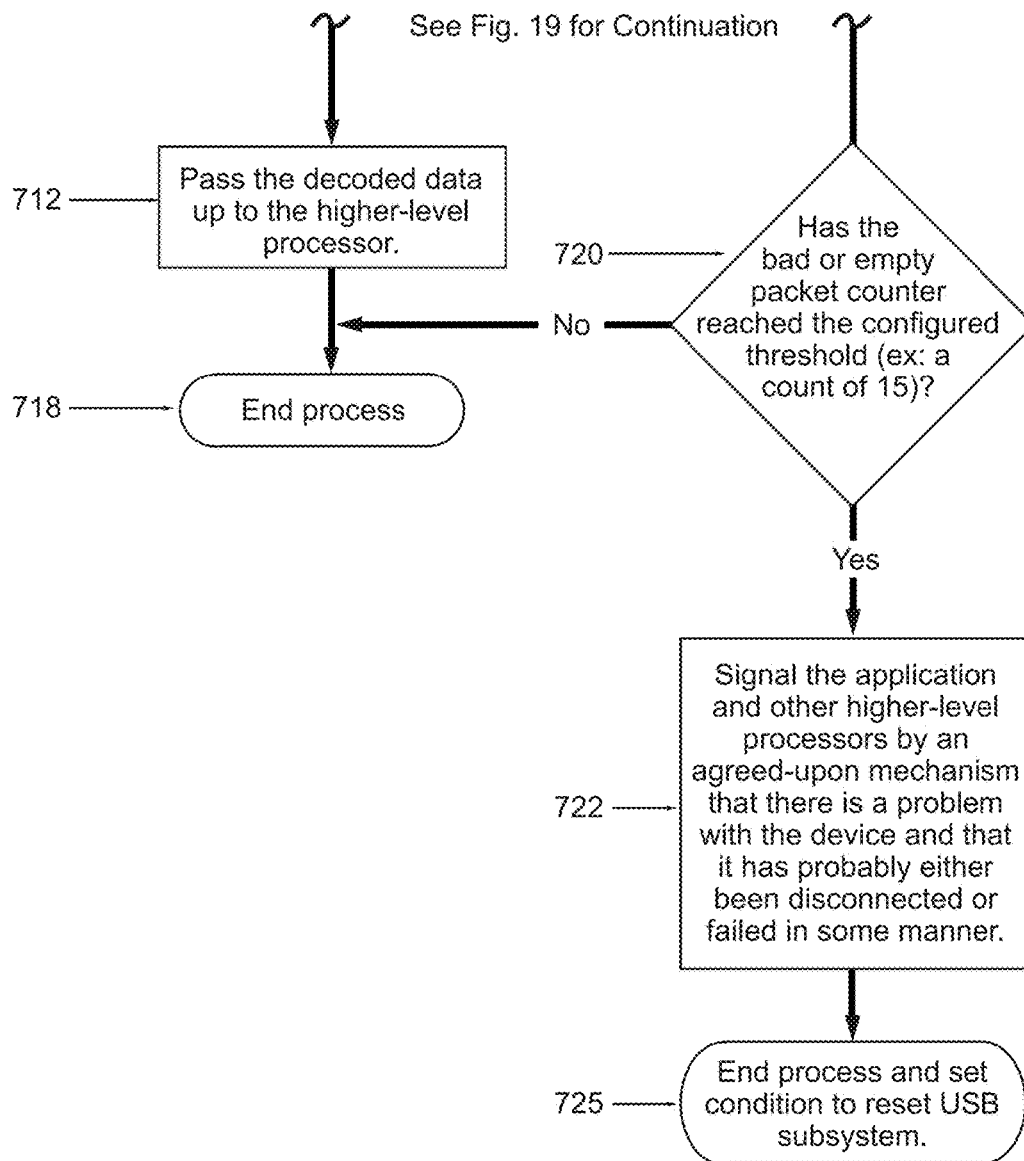 See Fig. 19 for Continuation
712
Pass the decoded data
up to the higher-level
processor.
720
Has the
bad or empty
packet counter
reached the configured
threshold (ex: a
count of 15)?
No
718
End process
Yes
722
Signal the application
and other higher-level
processors by an
agreed-upon mechanism
that there is a problem
with the device and that
it has probably either
been disconnected or
failed in some manner.
725
End process and set
condition to reset USB
subsystem.